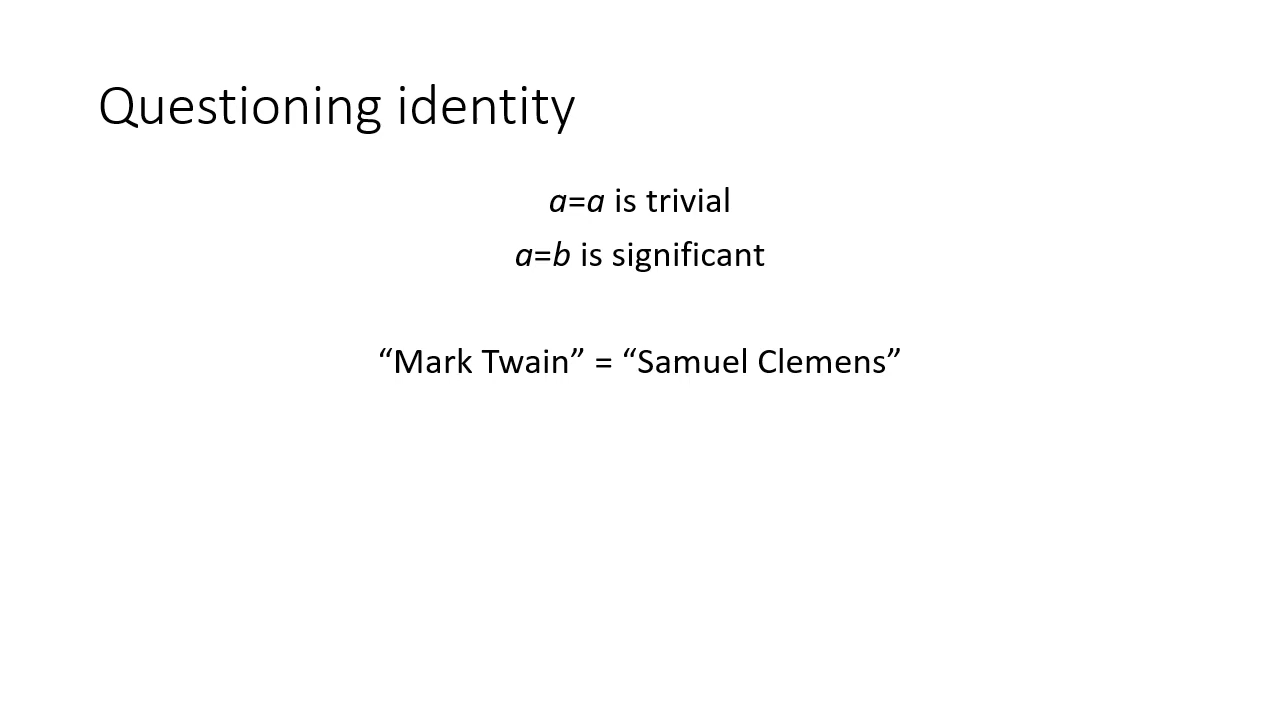 Questioning identity
a=a is trivial
a=b is significant
“Mark Twain” = “Samuel Clemens”